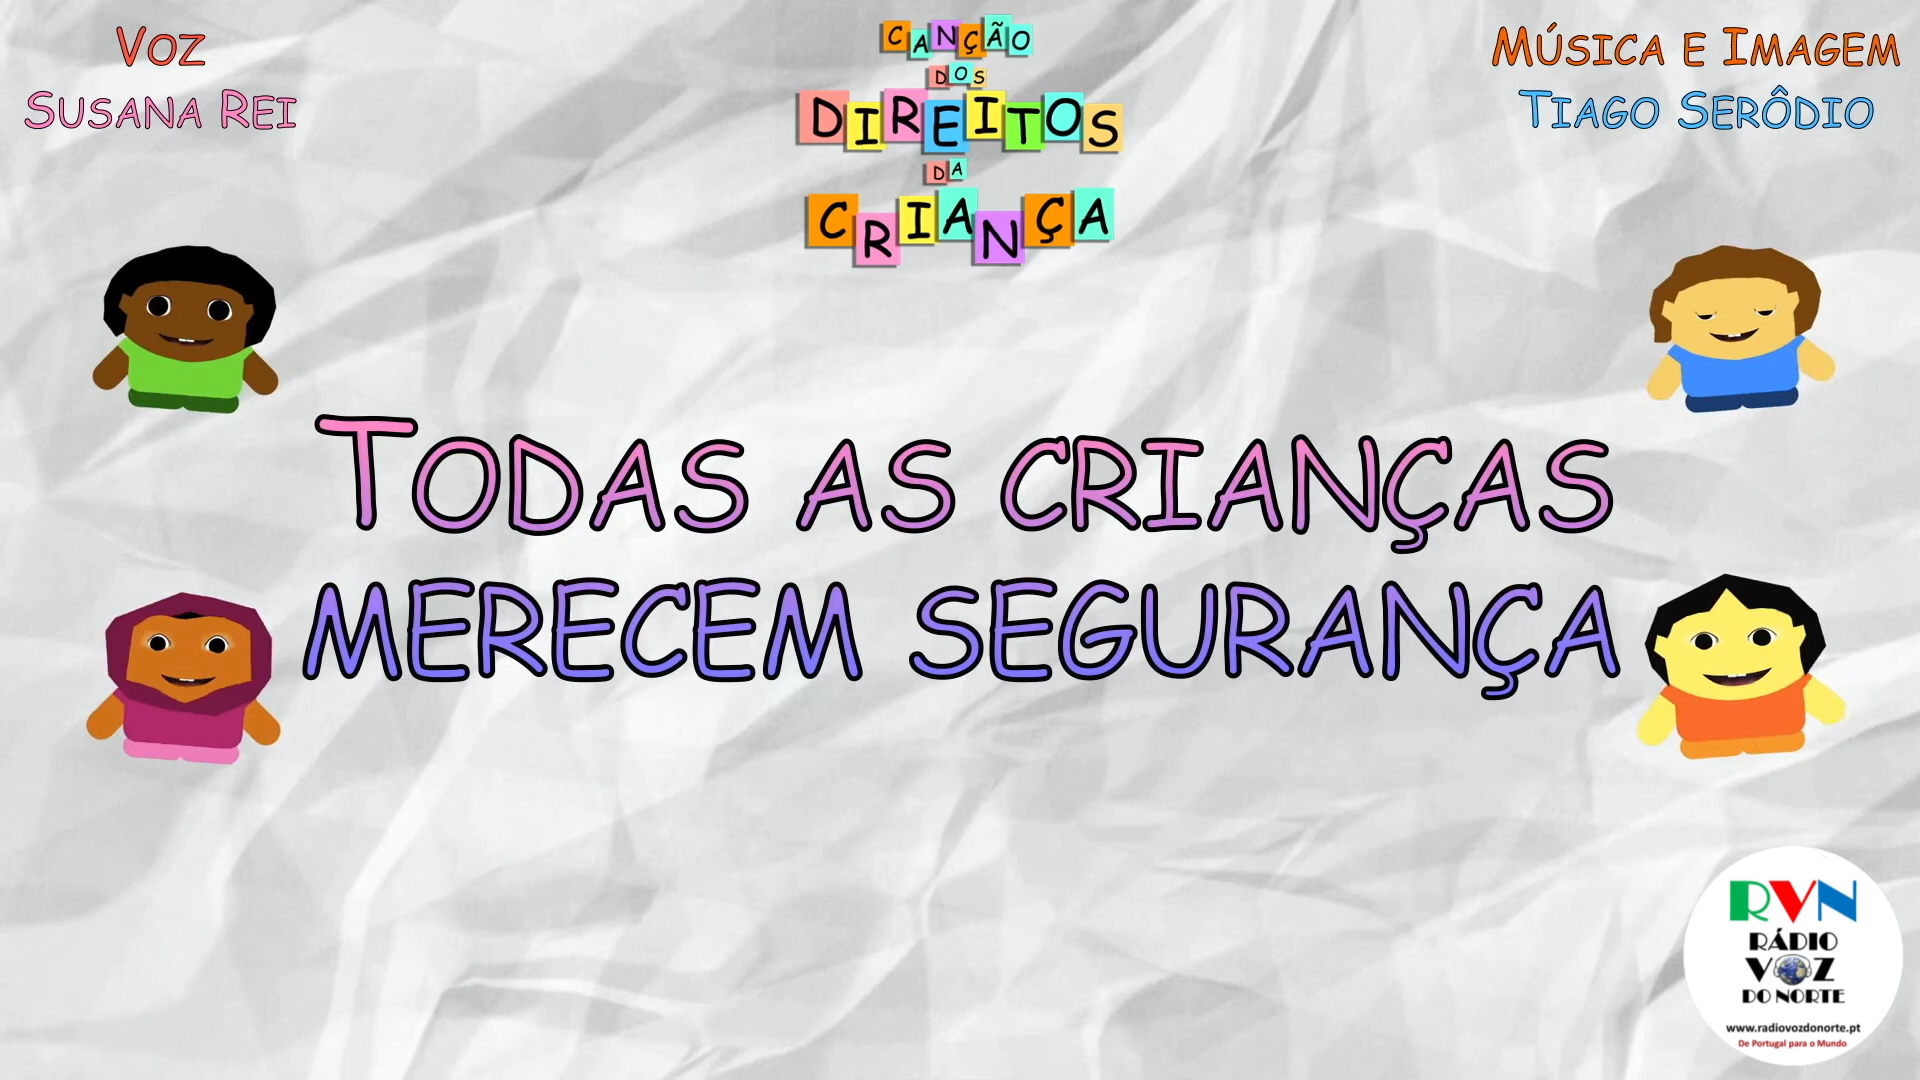 VOZ
SUSANA REI
CANÇÃO
DOS
DIREITOS
DA
CRIANÇA
MÚSICA E IMAGEM
TIAGO SERÔDIO
TODAS AS CRIANÇAS
MERECEM SEGURANÇA
RVN
RÁDIO
VOZ
DO NORTE
www.radiovozdonorte.pt
De Portugal para o Mundo